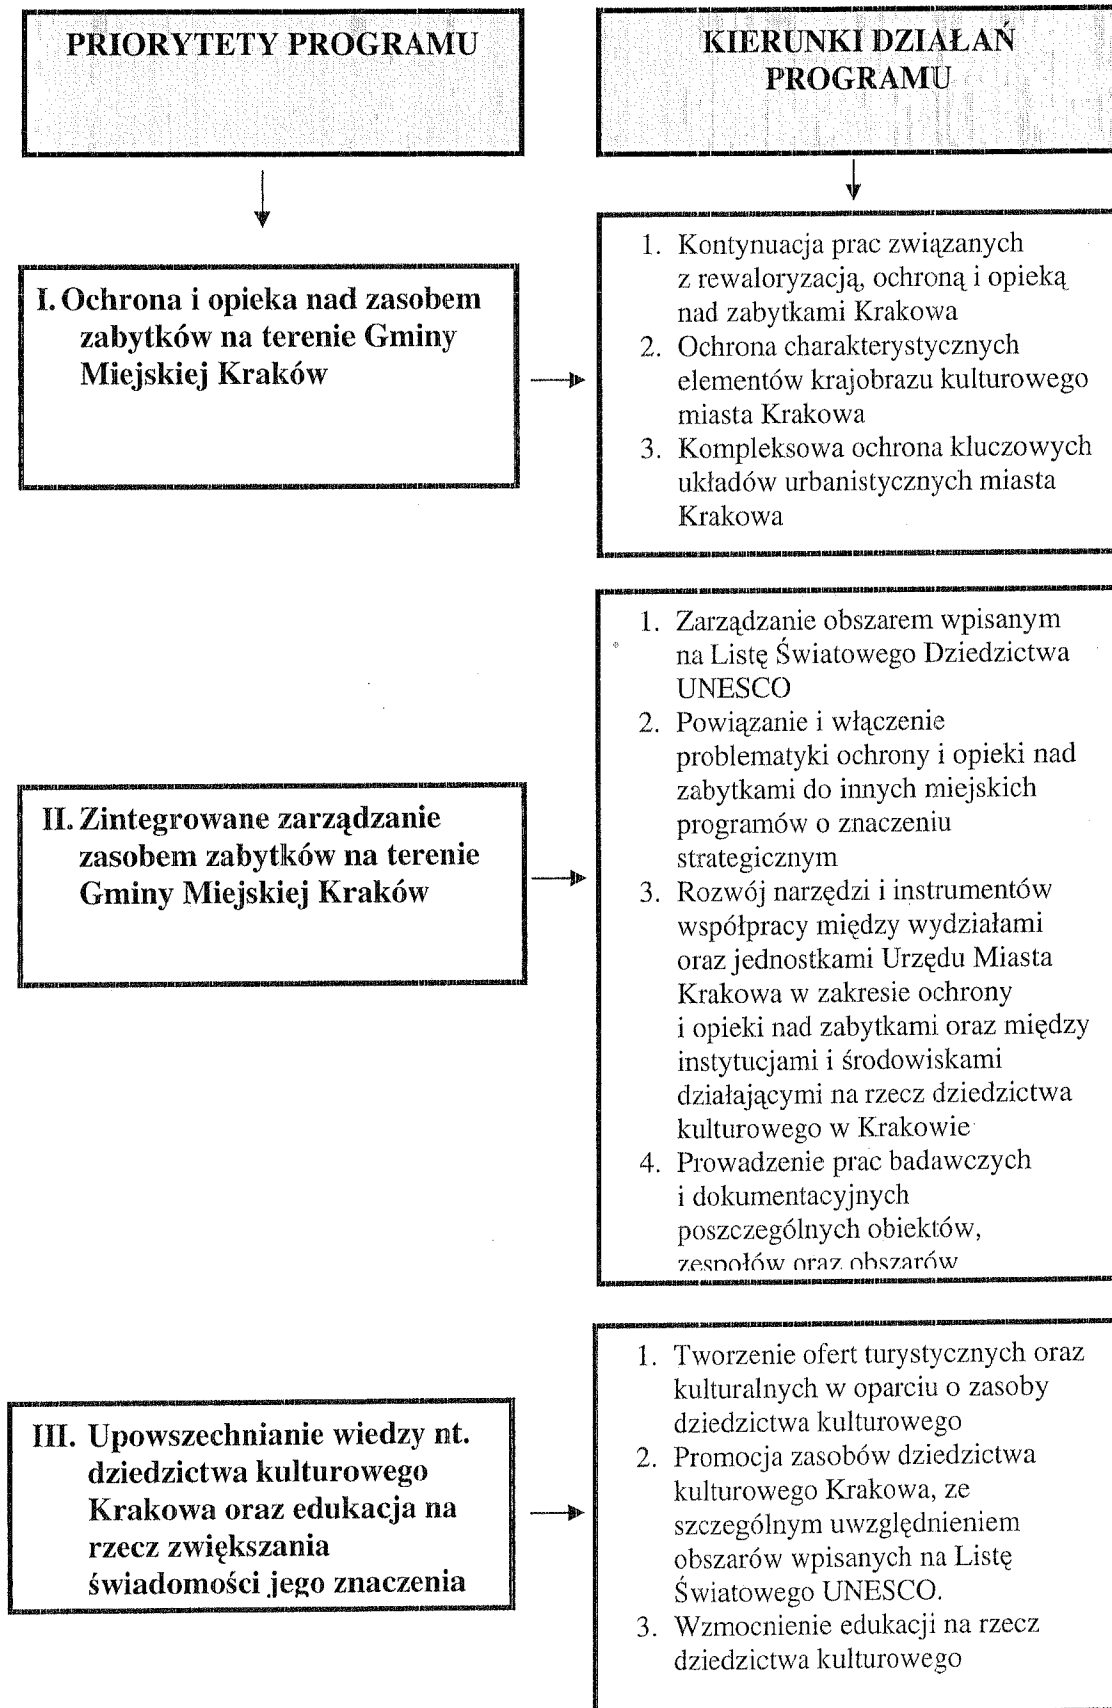 PRIORYTETY PROGRAMU
KIERUNKI DZIAŁAŃ
PROGRAMU
I. Ochrona i opieka nad zasobem
zabytków na terenie Gminy
Miejskiej Kraków
1. Kontynuacja prac związanych
z rewaloryzacją, ochroną i opieką
nad zabytkami Krakowa
2. Ochrona charakterystycznych
elementów krajobrazu kulturowego
miasta Krakowa
3. Kompleksowa ochrona kluczowych
układów urbanistycznych miasta
Krakowa
II. Zintegrowane zarządzanie
zasobem zabytków na terenie
Gminy Miejskiej Kraków
1. Zarządzanie obszarem wpisanym
na Listę Światowego Dziedzictwa
UNESCO
2. Powiązanie i włączenie
problematyki ochrony i opieki nad
zabytkami do innych miejskich
programów o znaczeniu
strategicznym
3. Rozwój narzędzi i instrumentów
współpracy między wydziałami
oraz jednostkami Urzędu Miasta
Krakowa w zakresie ochrony
i opieki nad zabytkami oraz między
instytucjami i środowiskami
działającymi na rzecz dziedzictwa
kulturowego w Krakowie
4. Prowadzenie prac badawczych
i dokumentacyjnych
poszczególnych obiektów,
zespołów oraz obszarów
III. Upowszechnianie wiedzy nt.
dziedzictwa kulturowego
Krakowa oraz edukacja na
rzecz zwiększania
świadomości jego znaczenia
1. Tworzenie ofert turystycznych oraz
kulturalnych w oparciu o zasoby
dziedzictwa kulturowego
2. Promocja zasobów dziedzictwa
kulturowego Krakowa, ze
szczególnym uwzględnieniem
obszarów wpisanych na Listę
Światowego UNESCO.
3. Wzmocnienie edukacji na rzecz
dziedzictwa kulturowego